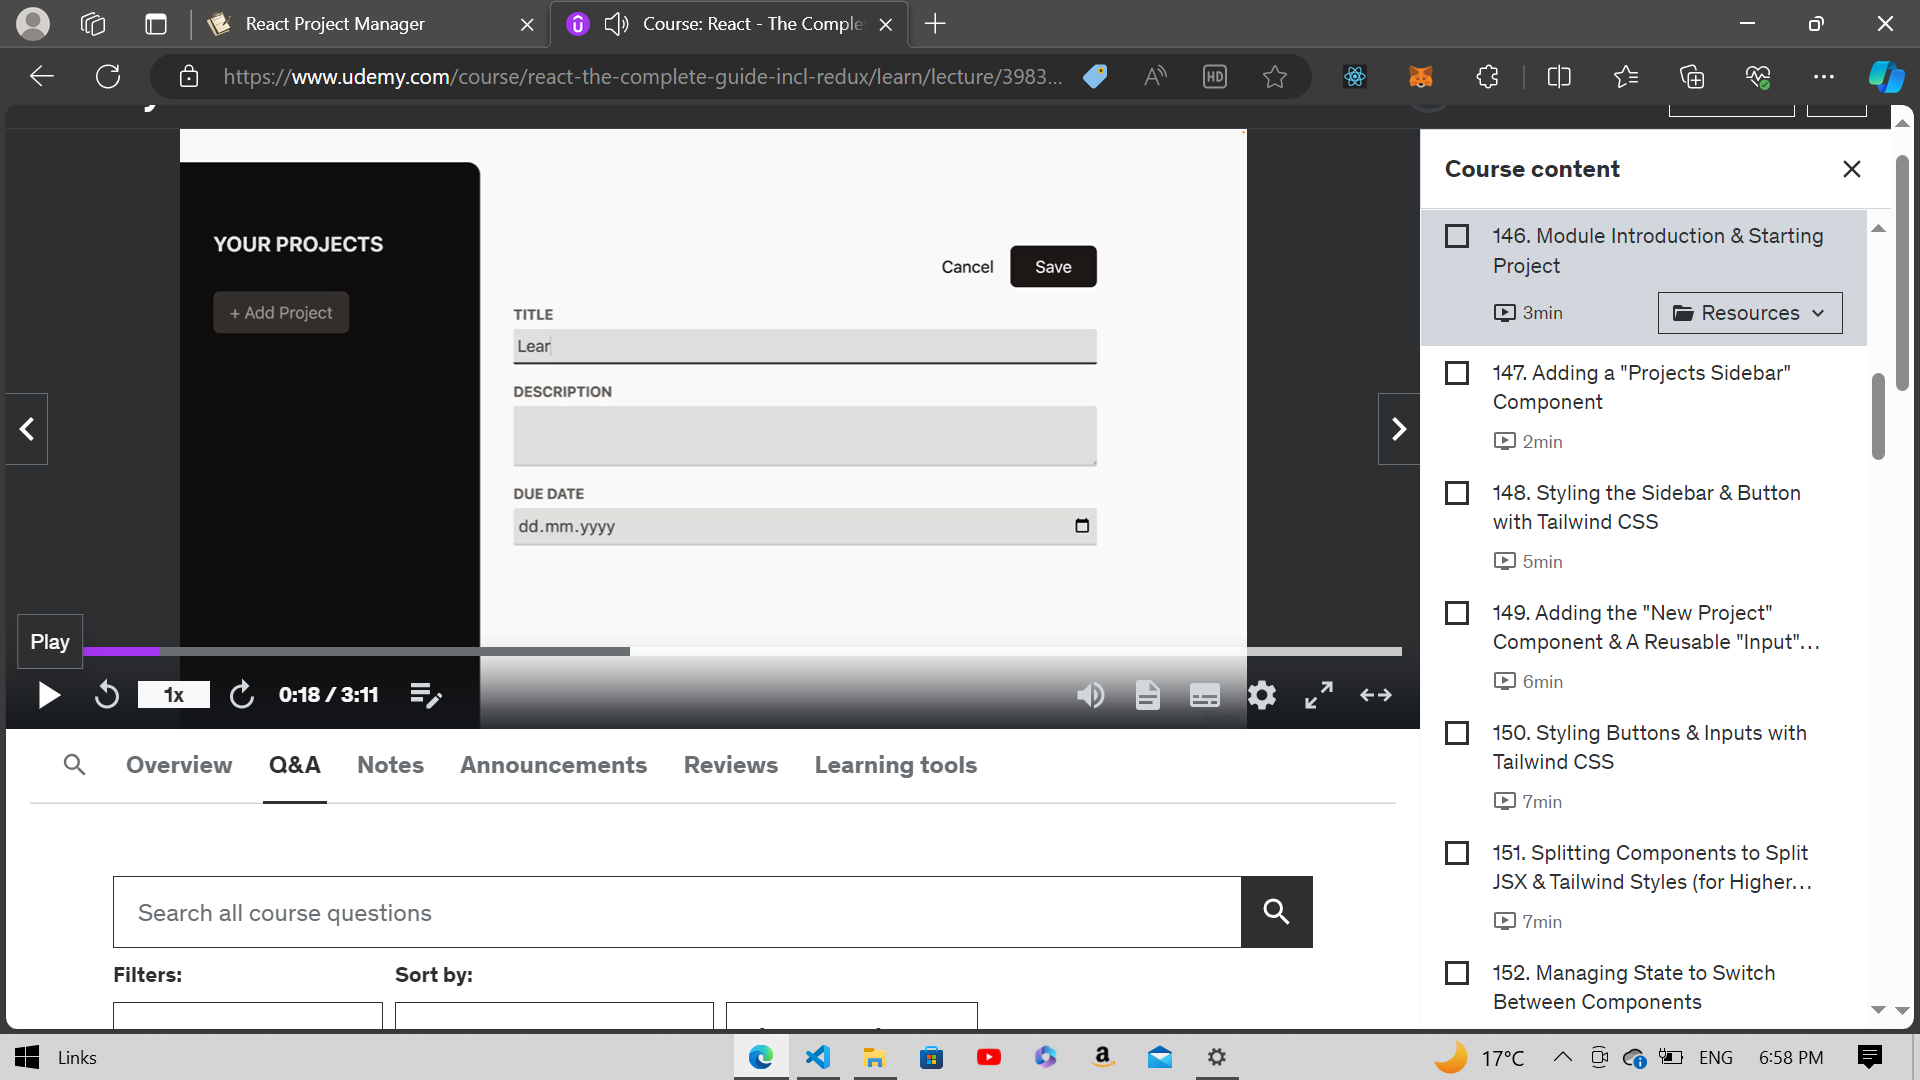 React Project Manager
Course: React - The Comple
https://www.udemy.com/course/react-the-complete-guide-incl-redux/learn/lecture/3983...
HD
YOUR PROJECTS
+ Add Project
Cancel
Save
TITLE
Lear
DESCRIPTION
DUE DATE
dd.mm.yyyy
Play
1x
0:18 / 3:11
Course content
146. Module Introduction & Starting
Project
3min
Resources
147. Adding a "Projects Sidebar"
Component
2min
148. Styling the Sidebar & Button
with Tailwind CSS
5min
149. Adding the "New Project"
Component & A Reusable "Input"...
6min
150. Styling Buttons & Inputs with
Tailwind CSS
7min
151. Splitting Components to Split
JSX & Tailwind Styles (for Higher...
7min
152. Managing State to Switch
Between Components
Overview
Q&A
Notes
Announcements
Reviews
Learning tools
Search all course questions
Filters:
Sort by:
Links
17°C
ENG
6:58 PM